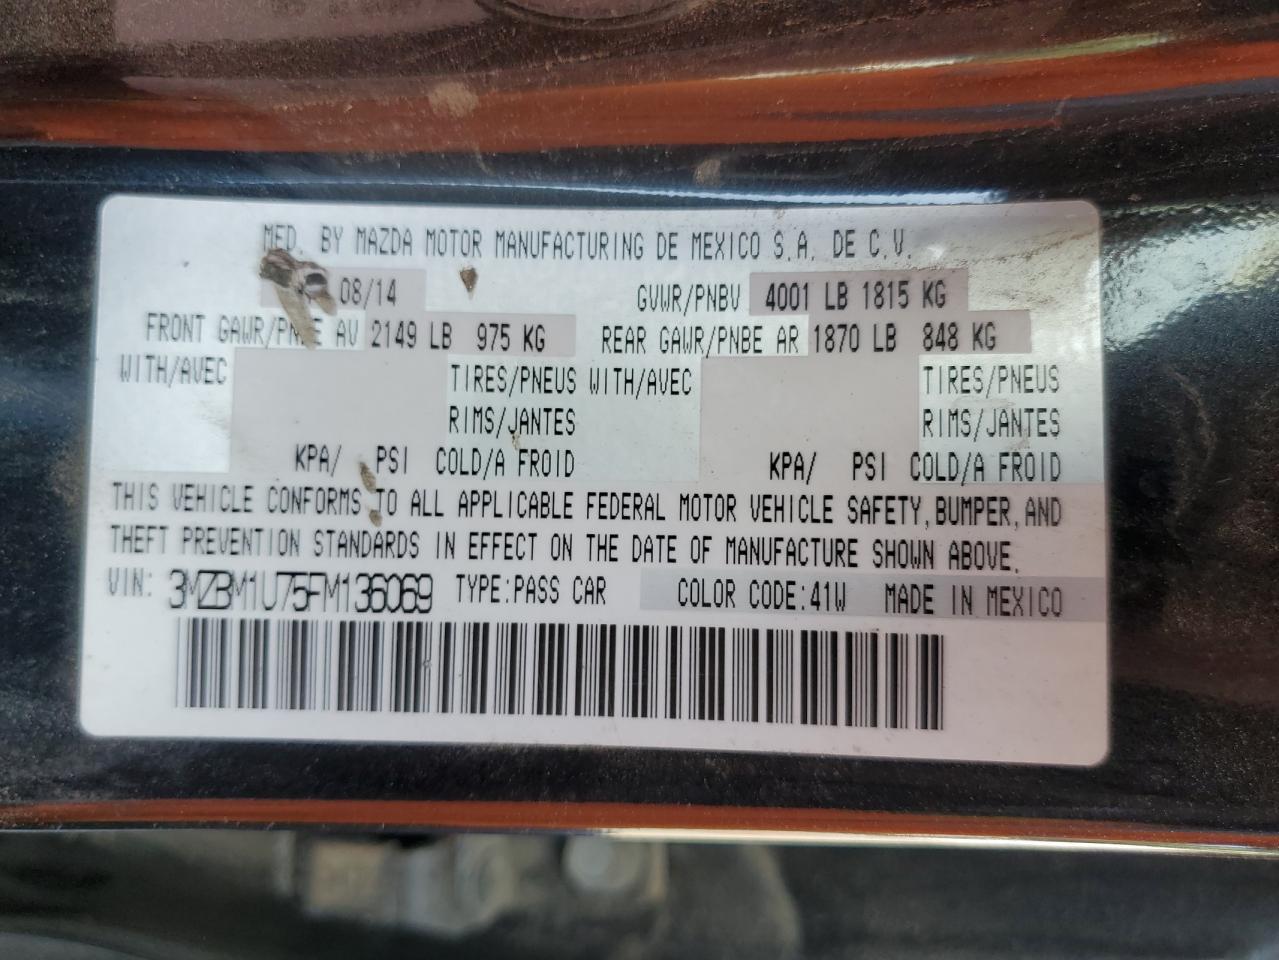 MFD. BY MAZDA MOTOR MANUFACTURING DE MEXICO S.A. DE C.V.
08/14 GVWR/PNBV 4001 LB 1815 KG
FRONT GAWR/PNBE AV 2149 LB 975 KG REAR GAWR/PNBE AR 1870 LB 848 KG
WITH/AVEC TIRES/PNEUS WITH/AVEC TIRES/PNEUS
RIMS/JANTES RIMS/JANTES
KPA/ PSI COLD/A FROID KPA/ PSI COLD/A FROID
THIS VEHICLE CONFORMS TO ALL APPLICABLE FEDERAL MOTOR VEHICLE SAFETY, BUMPER, AND
THEFT PREVENTION STANDARDS IN EFFECT ON THE DATE OF MANUFACTURE SHOWN ABOVE.
VIN: 3MZBM1U75FM136069 TYPE: PASS CAR COLOR CODE: 41W MADE IN MEXICO